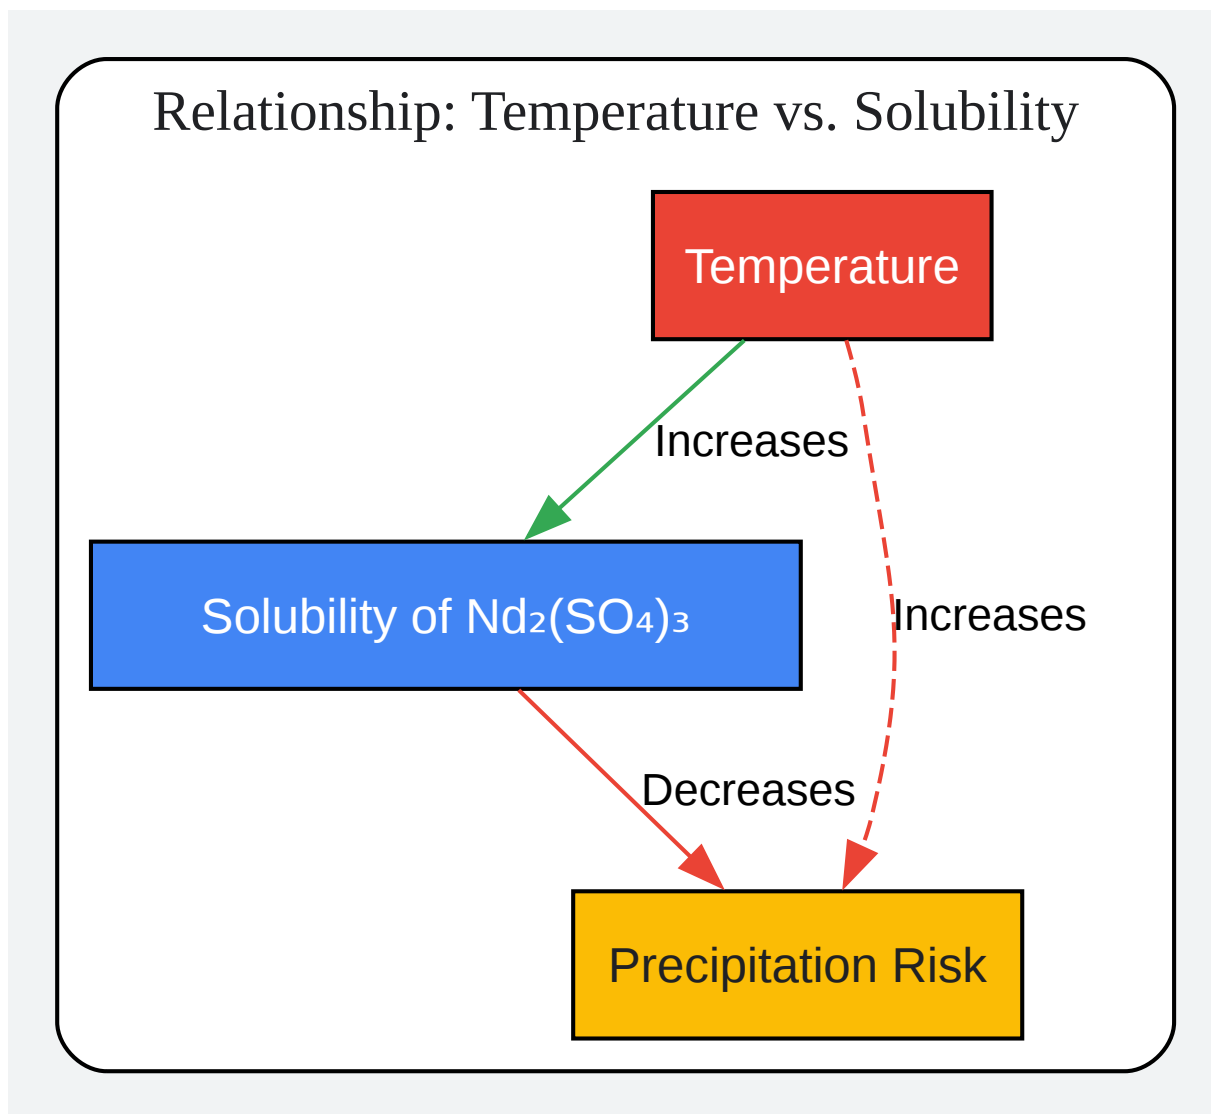 Relationship: Temperature vs. Solubility
Temperature
Increases
Solubility of Nd₂(SO₄)₃
Increases
Decreases
Precipitation Risk